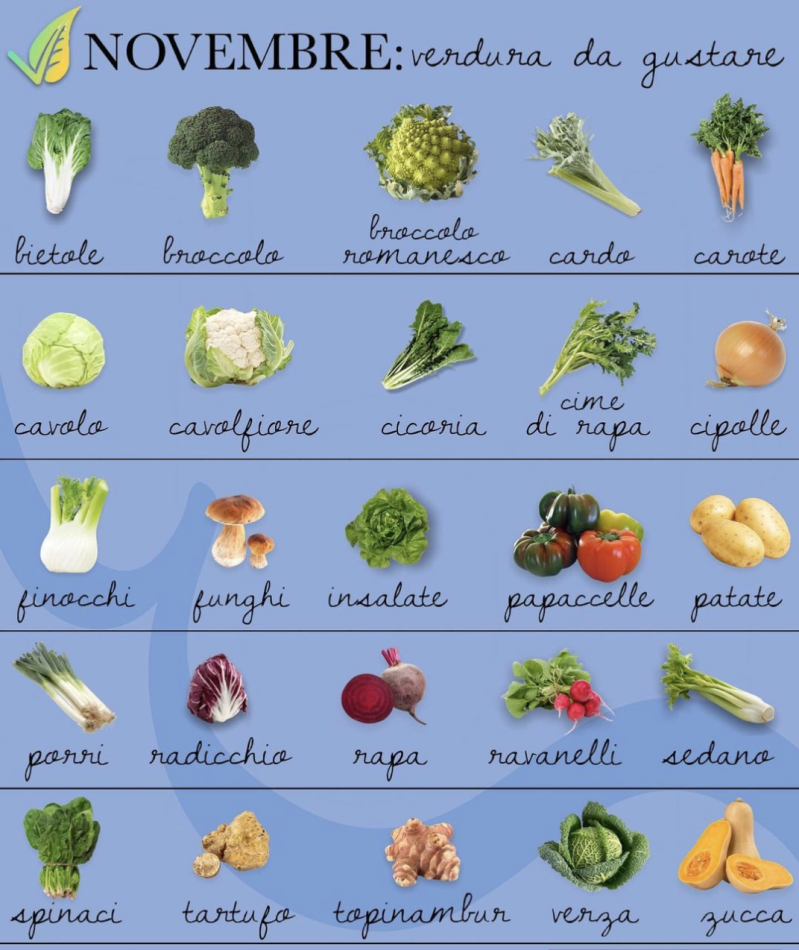 NOVEMBRE: verdura da gustare
bietole broccolo broccolo romanesco cardo carote
cavolo cavolfiore cicoria cime di rapa cipolle
finocchi funghi insalate papaccelle patate
porri radicchio rapa ravanelli sedano
spinaci tartufo topinambur verza zucca